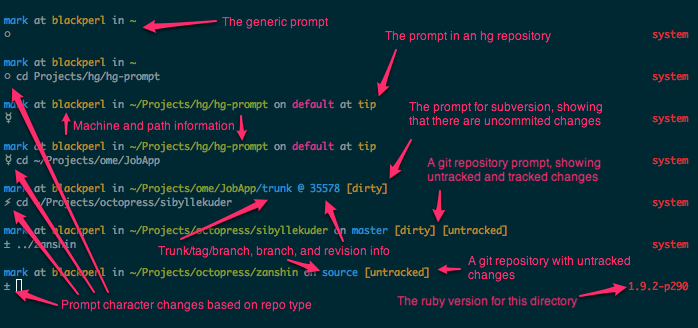 mark at blackperl in ~
The generic prompt
○ system
The prompt in an hg repository
mark at blackperl in ~ system
○ cd Projects/hg/hg-prompt
mark at blackperl in ~/Projects/hg/hg-prompt on default at tip
☿ system
The prompt for subversion, showing
that there are uncommited changes
Machine and path information
mark at blackperl in ~/Projects/hg/hg-prompt on default at tip
☿ cd ~/Projects/ome/JobApp system
A git repository prompt, showing
untracked and tracked changes
mark at blackperl in ~/Projects/ome/JobApp/trunk @ 35578 [dirty]
⚡ cd ~/Projects/octopress/sibyllekuder system
mark at blackperl in ~/Projects/octopress/sibyllekuder on master [dirty] [untracked]
± ../zanshin system
Trunk/tag/branch, branch, and revision info
A git repository with untracked
changes
mark at blackperl in ~/Projects/octopress/zanshin on source [untracked]
± 1.9.2-p290
Prompt character changes based on repo type
The ruby version for this directory